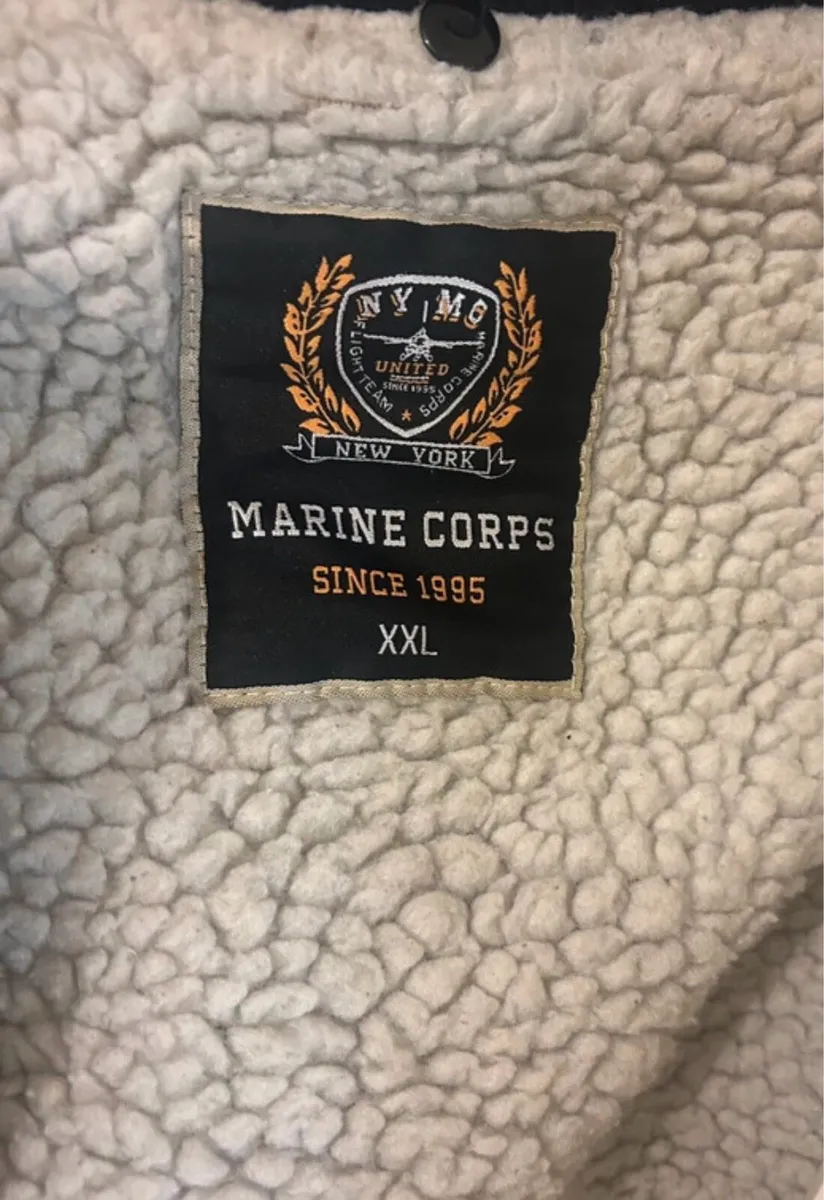 NY MC
FLIGHT TEAM
MARINE CORPS
UNITED
SINCE 1995
NEW YORK
MARINE CORPS
SINCE 1995
XXL